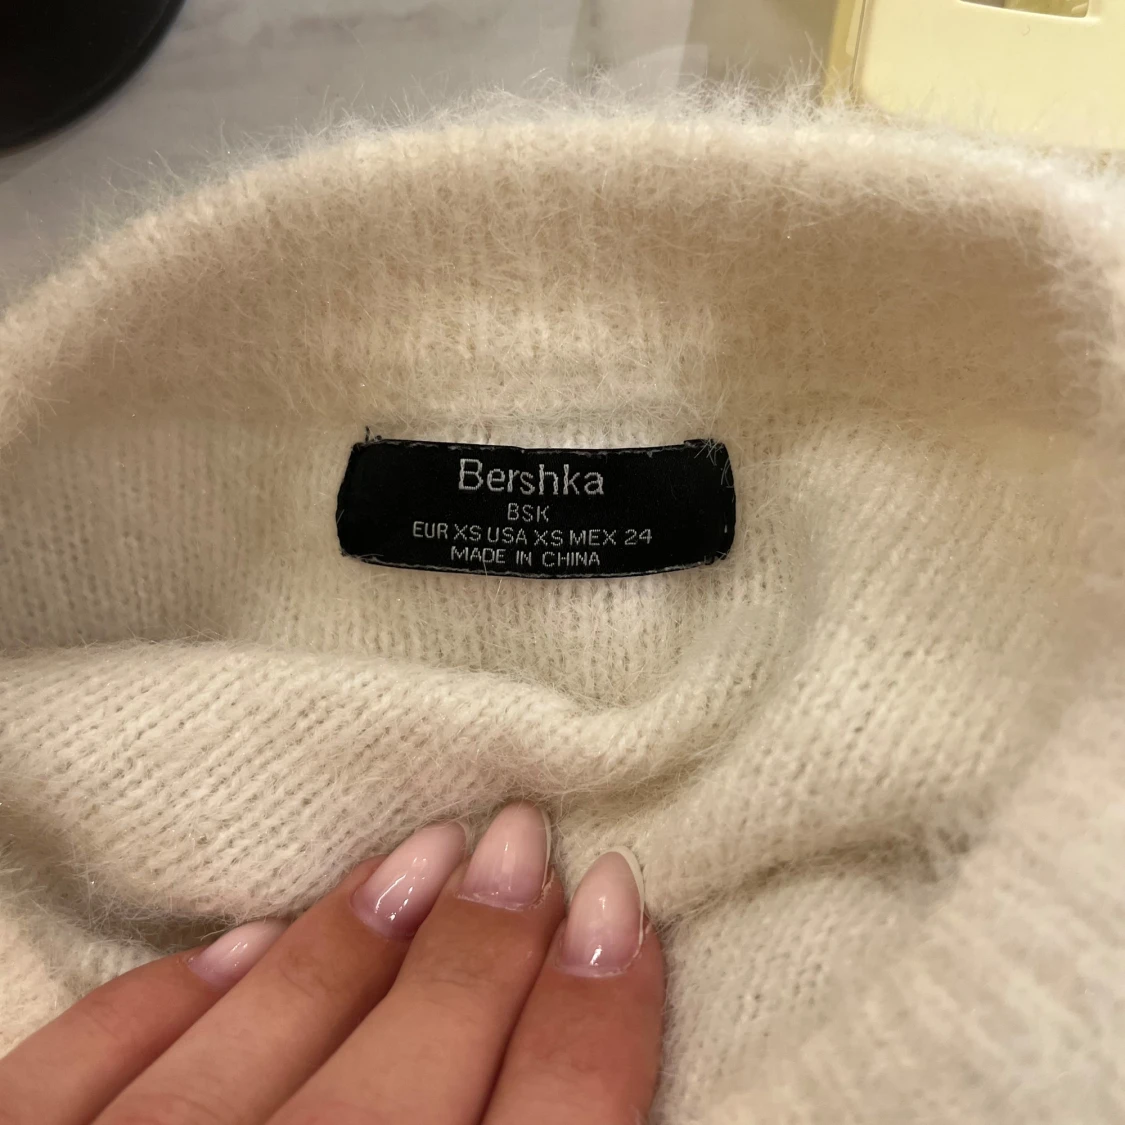 Bershka
BSK
EUR XS USA XS MEX 24
MADE IN CHINA